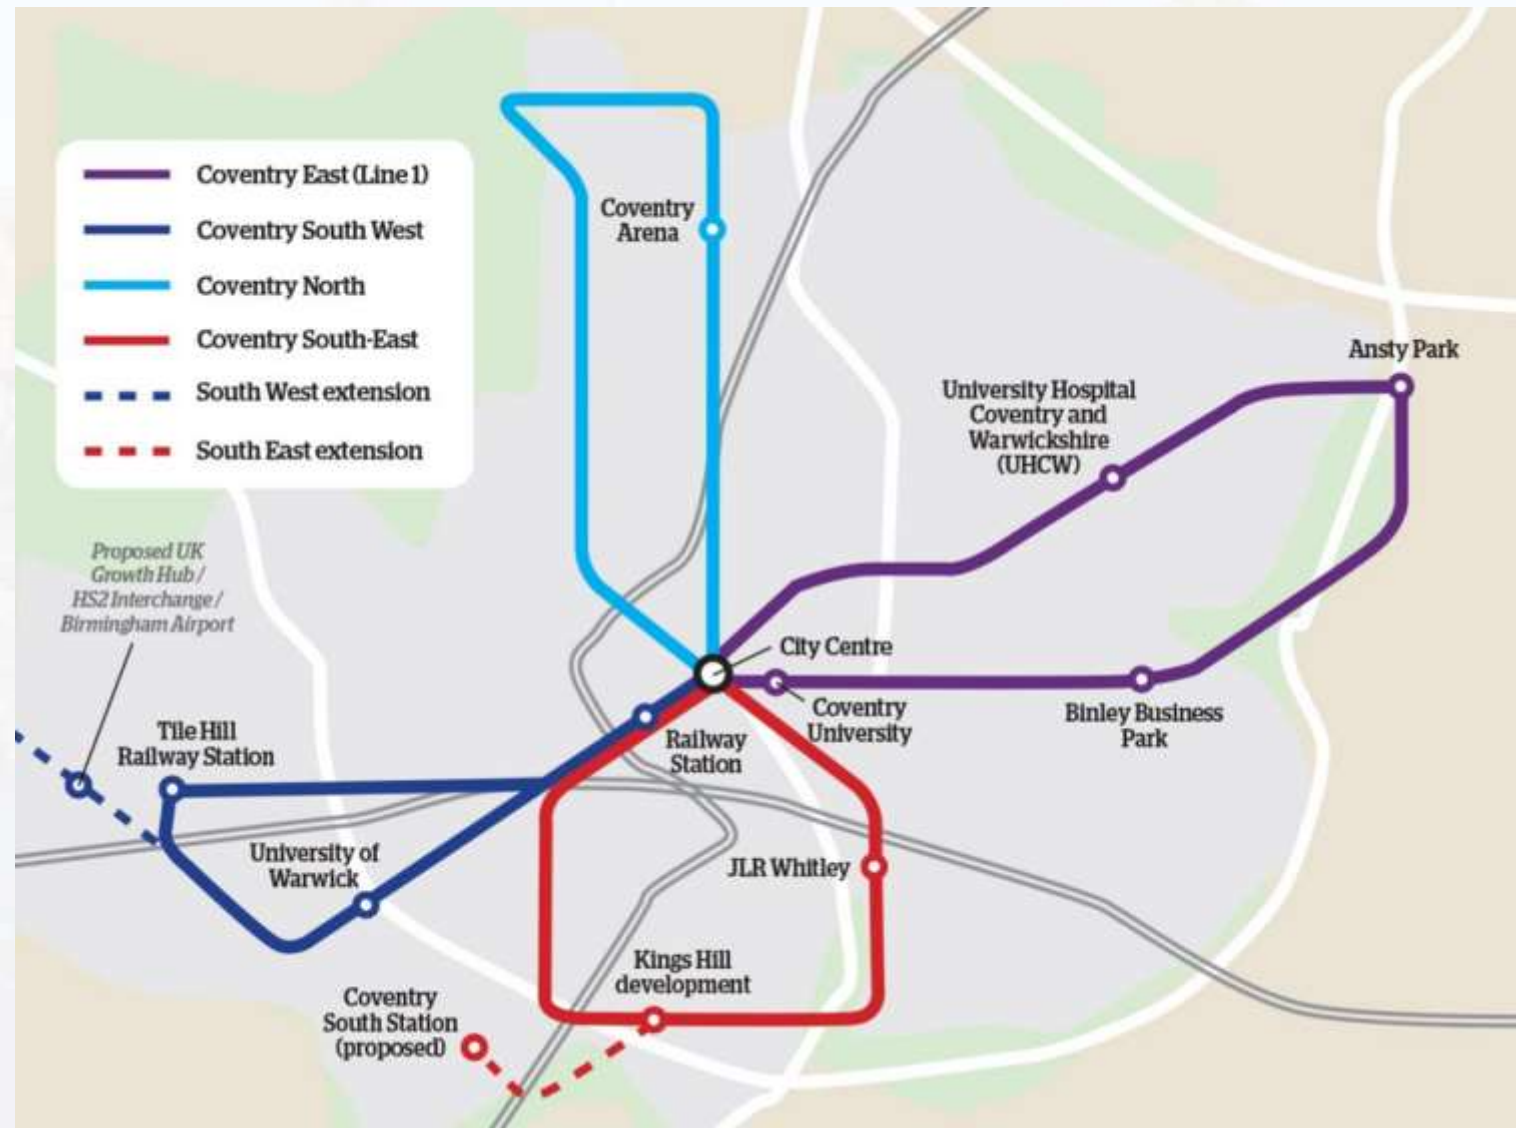 Coventry East (Line 1)
Coventry South West
Coventry North
Coventry South-East
South West extension
South East extension
Coventry
Arena
Ansty Park
University Hospital
Coventry and
Warwickshire
(UHCW)
Proposed UK
Growth Hub /
HS2 Interchange /
Birmingham Airport
City Centre
Coventry
University
Binley Business
Park
Railway
Station
Tile Hill
Railway Station
University of
Warwick
JLR Whitley
Kings Hill
development
Coventry
South Station
(proposed)